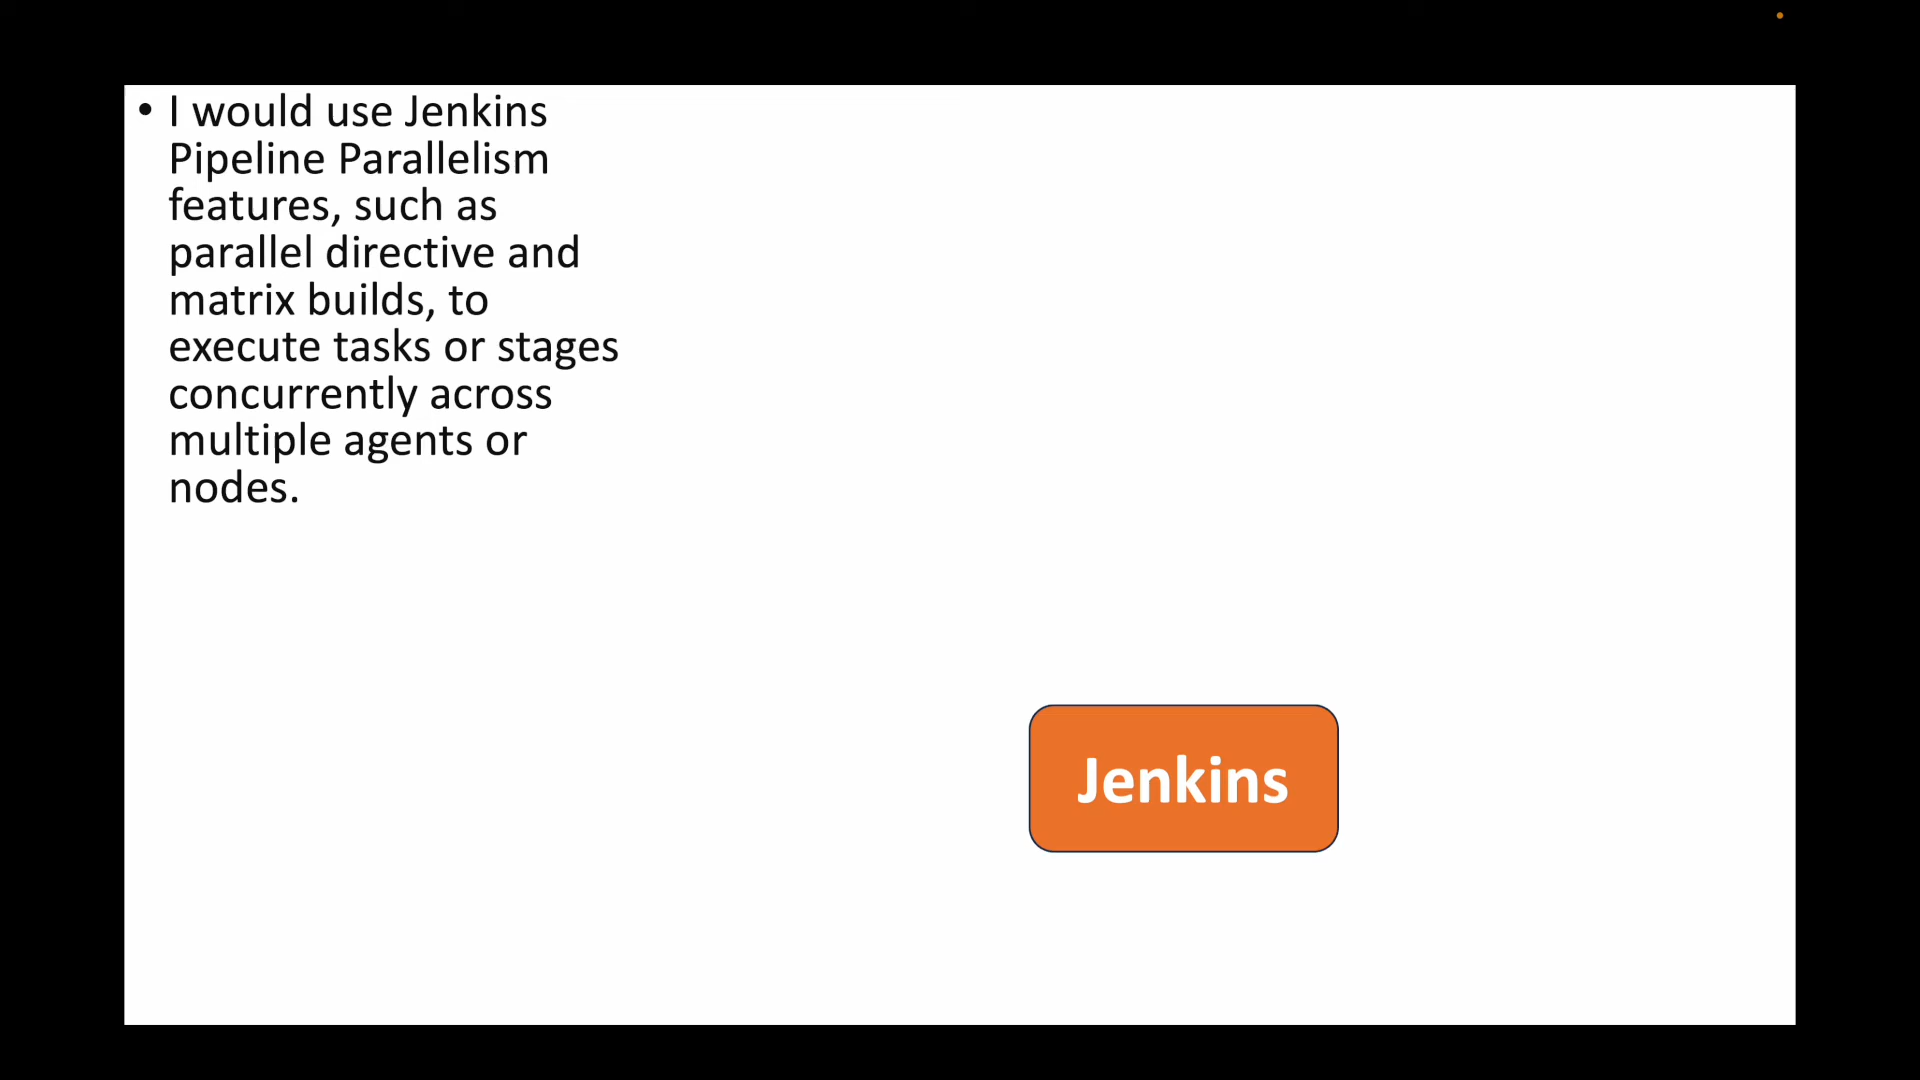 • I would use Jenkins
Pipeline Parallelism
features, such as
parallel directive and
matrix builds, to
execute tasks or stages
concurrently across
multiple agents or
nodes.
Jenkins